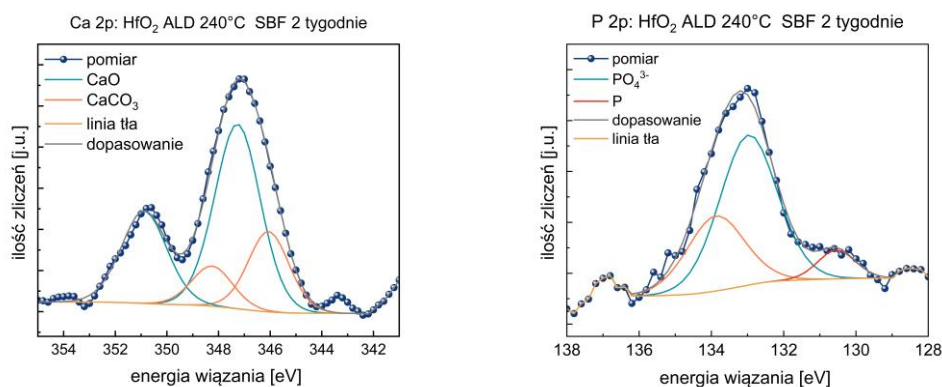 Ca 2p: HfO₂ ALD 240°C SBF 2 tygodnie
pomiar
CaO
CaCO₃
linia tła
dopasowanie
ilość zliczeń [j.u.]
354 352 350 348 346 344 342
energia wiązania [eV]
P 2p: HfO₂ ALD 240°C SBF 2 tygodnie
pomiar
PO₄³⁻
P
dopasowanie
linia tła
ilość zliczeń [j.u.]
138 136 134 132 130 128
energia wiązania [eV]